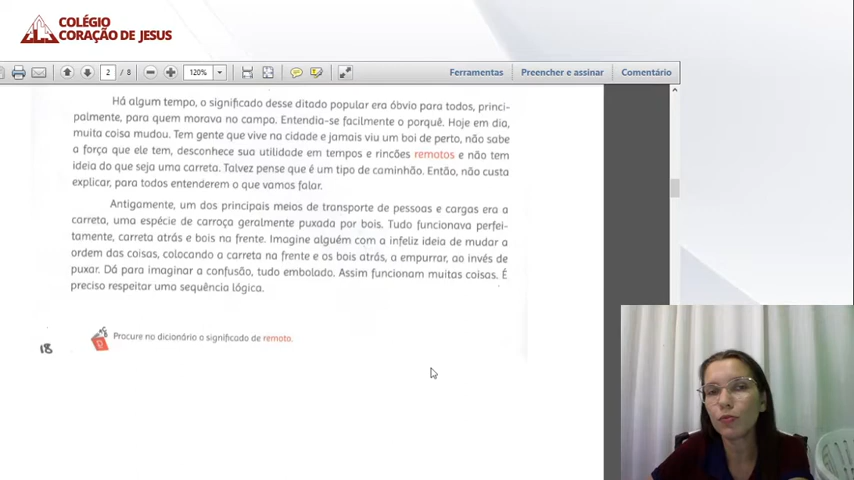 COLÉGIO
CORAÇÃO DE JESUS
2 / 8
120%
Ferramentas
Preencher e assinar
Comentário
Há algum tempo, o significado desse ditado popular era óbvio para todos, princi-
palmente, para quem morava no campo. Entendia-se facilmente o porquê. Hoje em dia,
muita coisa mudou. Tem gente que vive na cidade e jamais viu um boi de perto, não sabe
a força que ele tem, desconhece sua utilidade em tempos e rincões remotos e não tem
ideia do que seja uma carreta. Talvez pense que é um tipo de caminhão. Então, não custa
explicar, para todos entenderem o que vamos falar.
Antigamente, um dos principais meios de transporte de pessoas e cargas era a
carreta, uma espécie de carroça geralmente puxada por bois. Tudo funcionava perfei-
tamente, carreta atrás e bois na frente. Imagine alguém com a infeliz ideia de mudar a
ordem das coisas, colocando a carreta na frente e os bois atrás, a empurrar, ao invés de
puxar. Dá para imaginar a confusão, tudo embolado. Assim funcionam muitas coisas. É
preciso respeitar uma sequência lógica.
Procure no dicionário o significado de remoto.
18